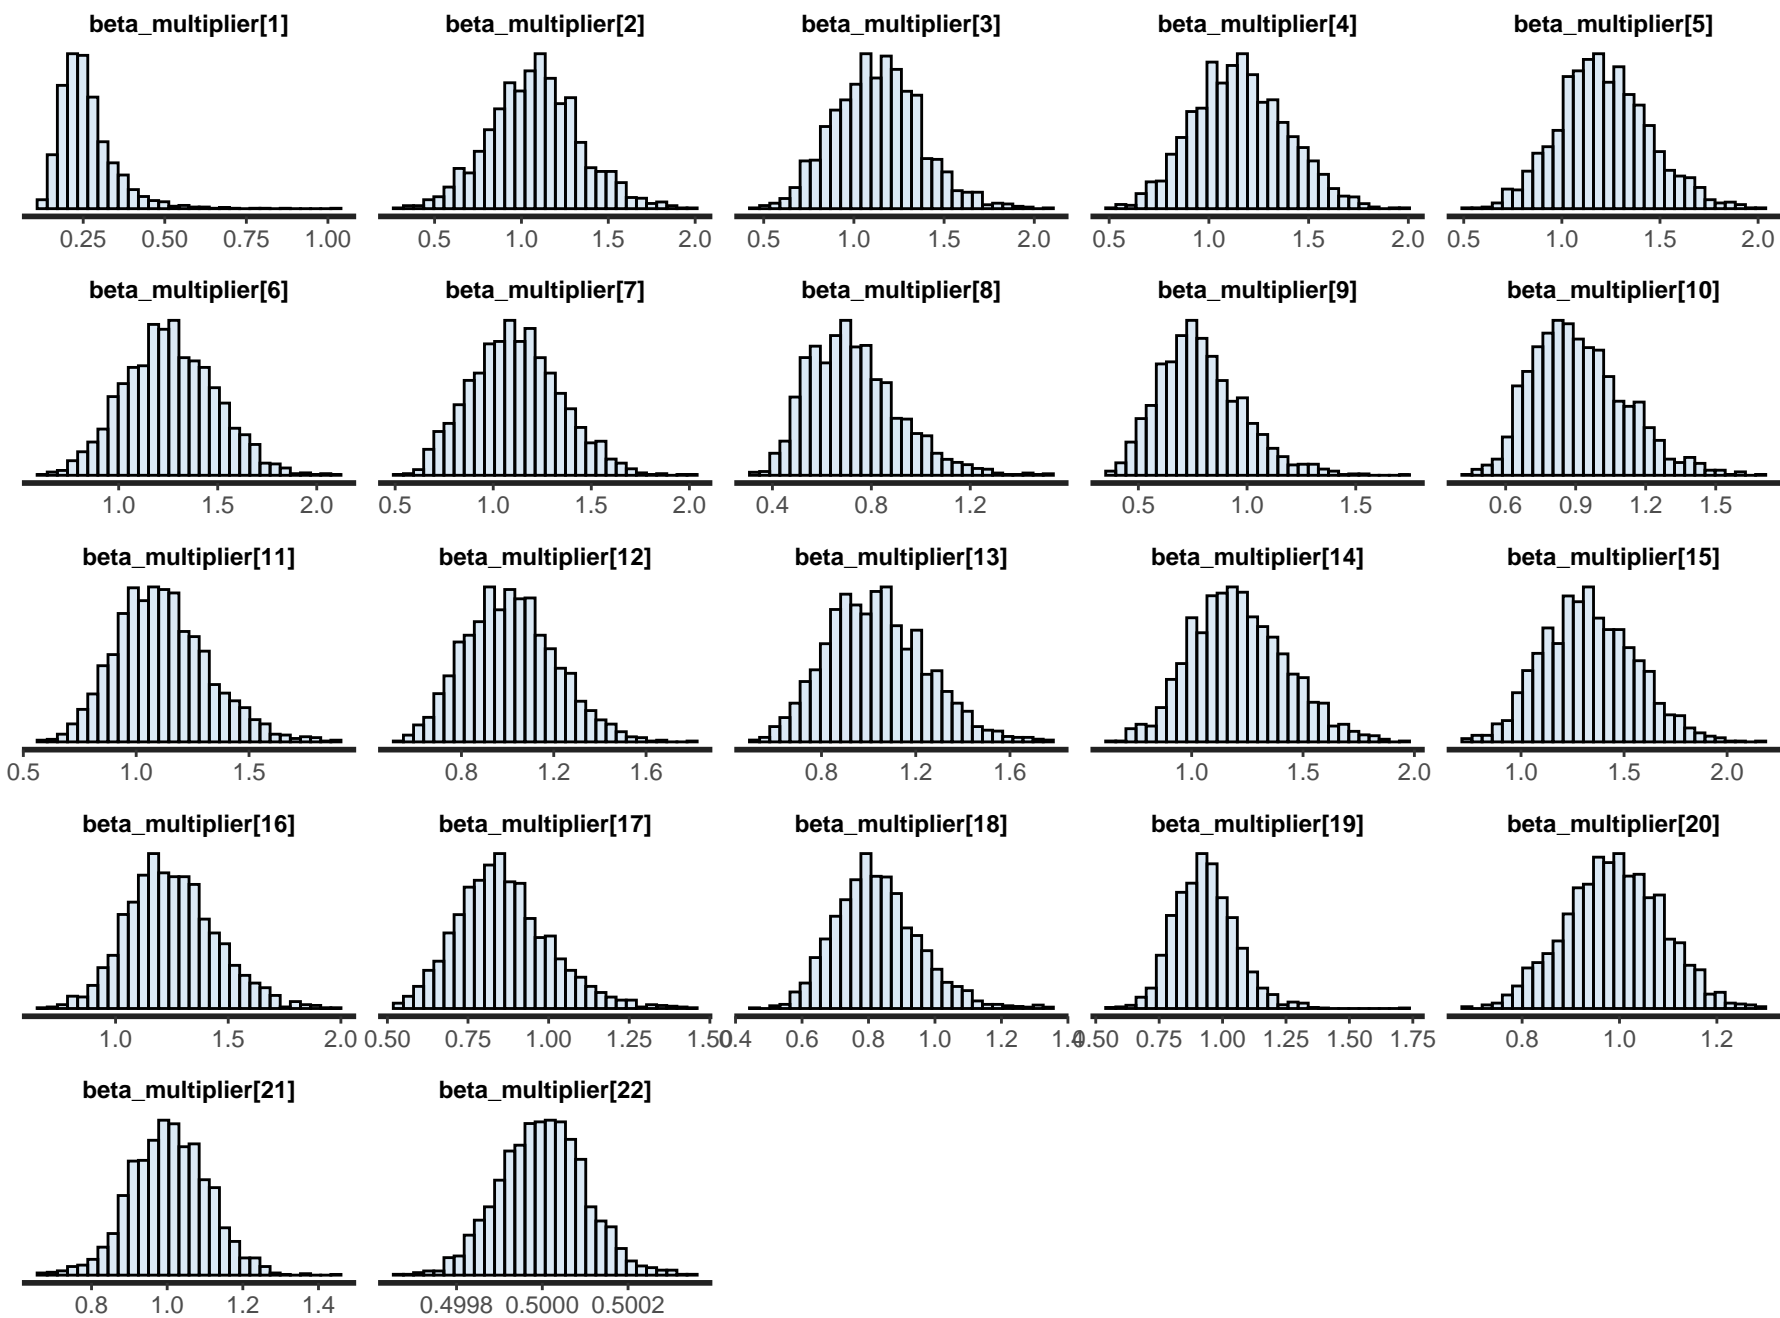 beta_multiplier[1] beta_multiplier[2] beta_multiplier[3] beta_multiplier[4] beta_multiplier[5]
0.25 0.50 0.75 1.00 0.5 1.0 1.5 2.0 0.5 1.0 1.5 2.0 0.5 1.0 1.5 2.0 0.5 1.0 1.5 2.0
beta_multiplier[6] beta_multiplier[7] beta_multiplier[8] beta_multiplier[9] beta_multiplier[10]
1.0 1.5 2.0 0.5 1.0 1.5 2.0 0.4 0.8 1.2 0.5 1.0 1.5 0.6 0.9 1.2 1.5
beta_multiplier[11] beta_multiplier[12] beta_multiplier[13] beta_multiplier[14] beta_multiplier[15]
0.5 1.0 1.5 0.8 1.2 1.6 0.8 1.2 1.6 1.0 1.5 2.0 1.0 1.5 2.0
beta_multiplier[16] beta_multiplier[17] beta_multiplier[18] beta_multiplier[19] beta_multiplier[20]
1.0 1.5 2.0 0.50 0.75 1.00 1.25 1.50 0.4 0.6 0.8 1.0 1.2 1.4 0.50 0.75 1.00 1.25 1.50 1.75 0.8 1.0 1.2
beta_multiplier[21] beta_multiplier[22]
0.8 1.0 1.2 1.4 0.4998 0.5000 0.5002